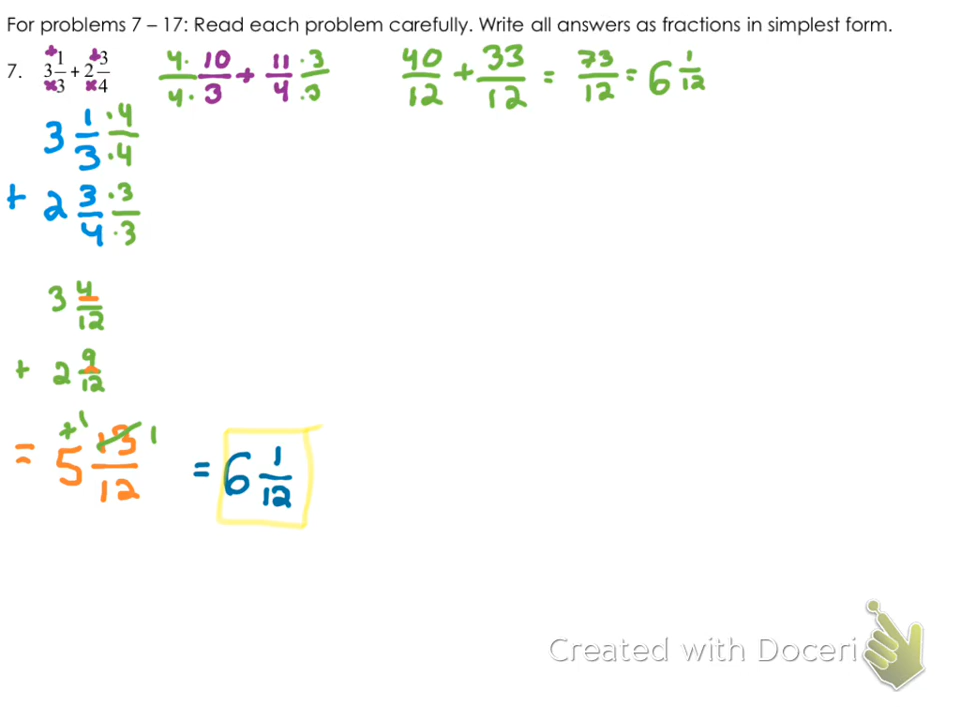 For problems 7 – 17: Read each problem carefully. Write all answers as fractions in simplest form.
7. 3 1/3 + 2 3/4
4·/4· 10/3 + 11/4 ·3/·3 40/12 + 33/12 = 73/12 = 6 1/12
3 1/3 ·4/·4
+ 2 3/4 ·3/·3
3 4/12
+ 2 9/12
= 5 +1 13/12 1 = 6 1/12
Created with Doceri